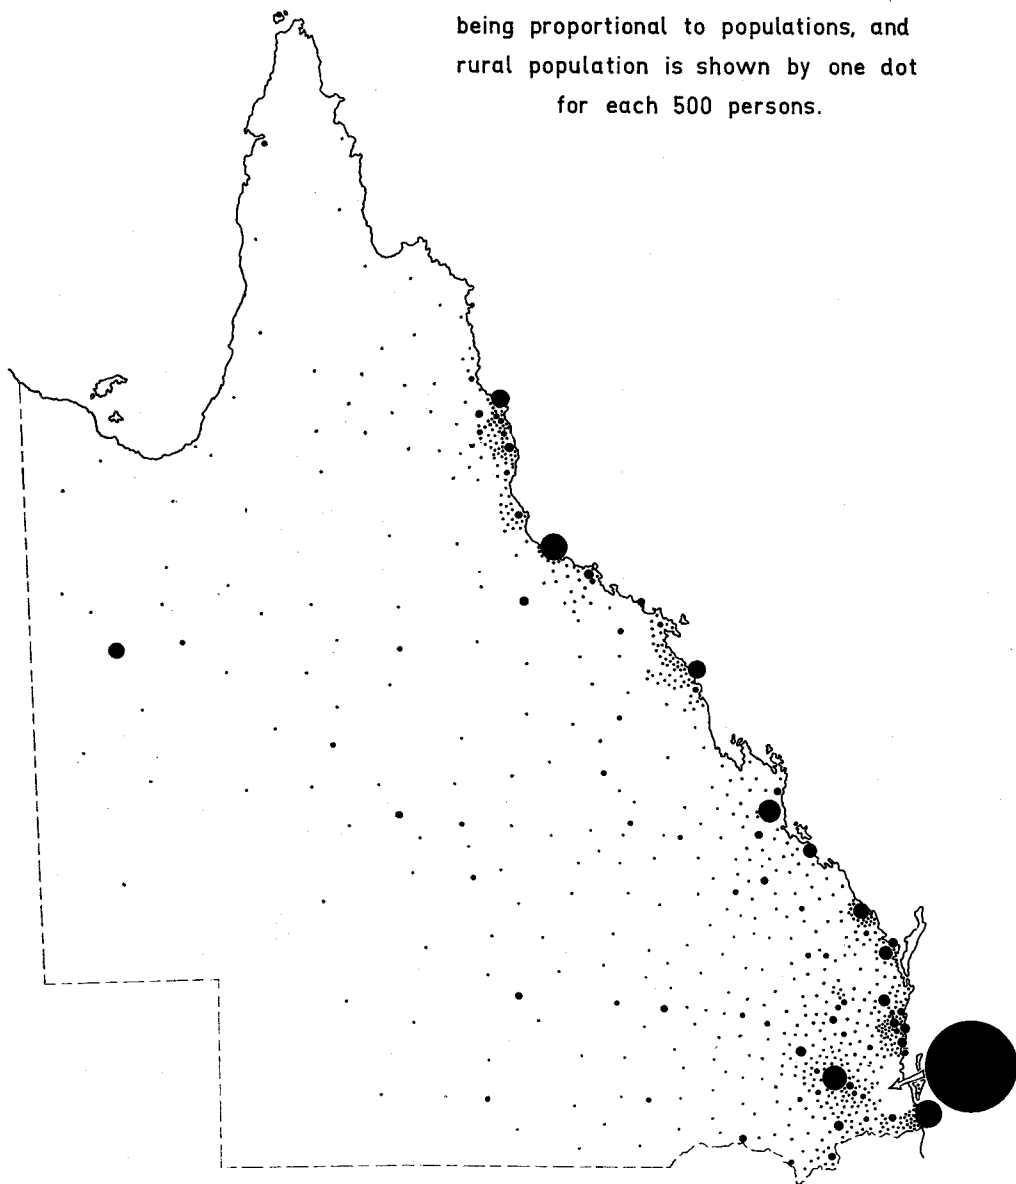 being proportional to populations, and
rural population is shown by one dot
for each 500 persons.